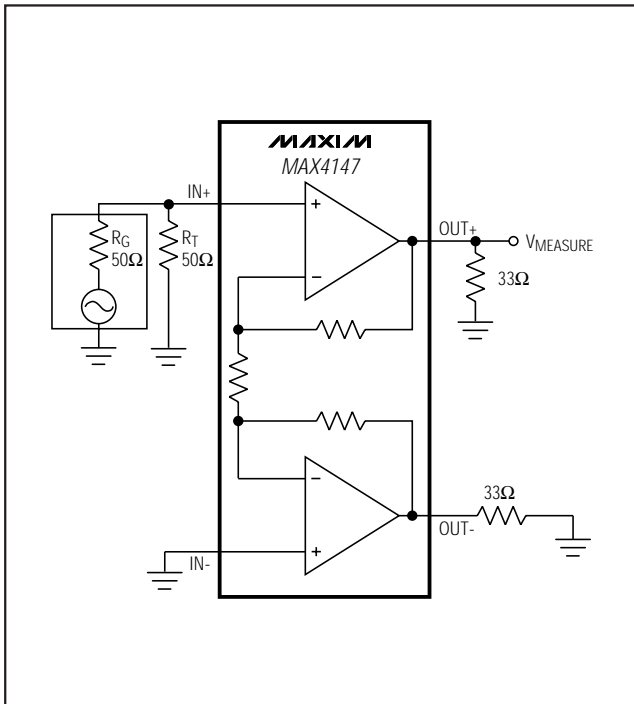 MAXIM
MAX4147
IN+
RG
50Ω
RT
50Ω
OUT+
VMEASURE
33Ω
33Ω
OUT-
IN-